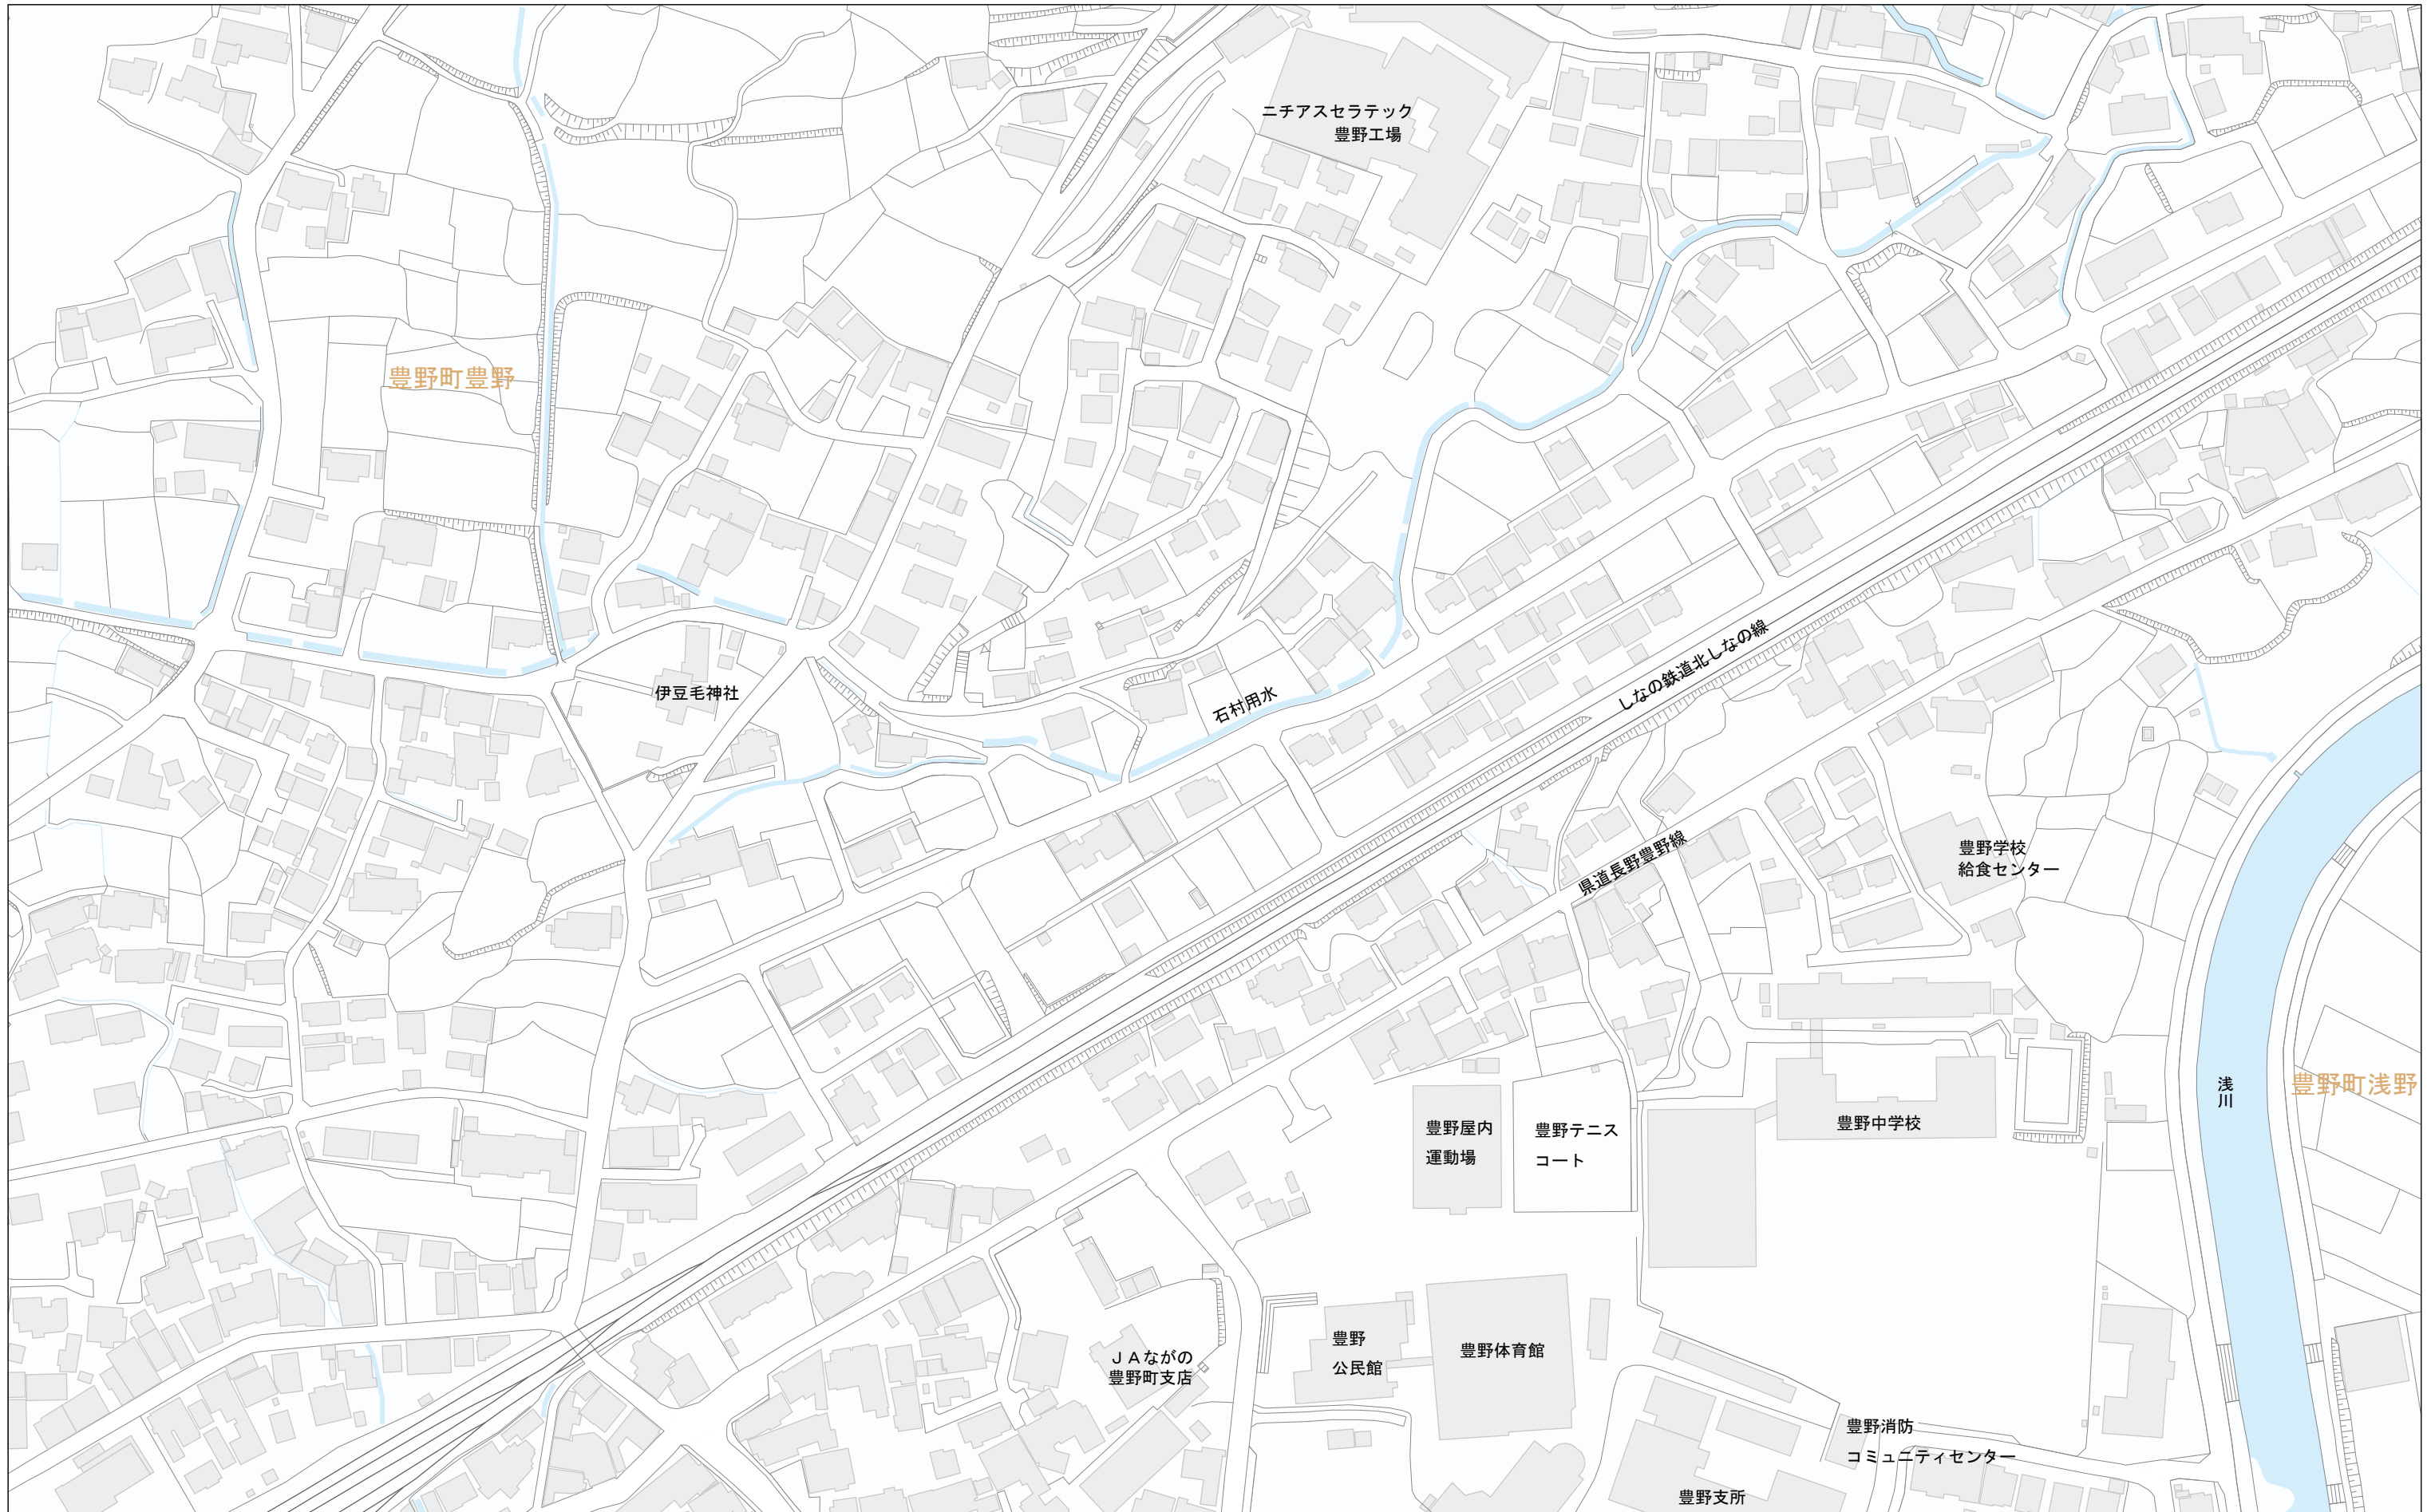 ニチアスセラテック
豊野工場
豊野町豊野
しなの鉄道北しなの線
伊豆毛神社
石村用水
県道長野豊野線
豊野学校
給食センター
浅川
豊野町浅野
豊野屋内
運動場
豊野テニス
コート
豊野中学校
豊野
公民館
豊野体育館
ＪＡながの
豊野町支店
豊野消防
コミュニティセンター
豊野支所